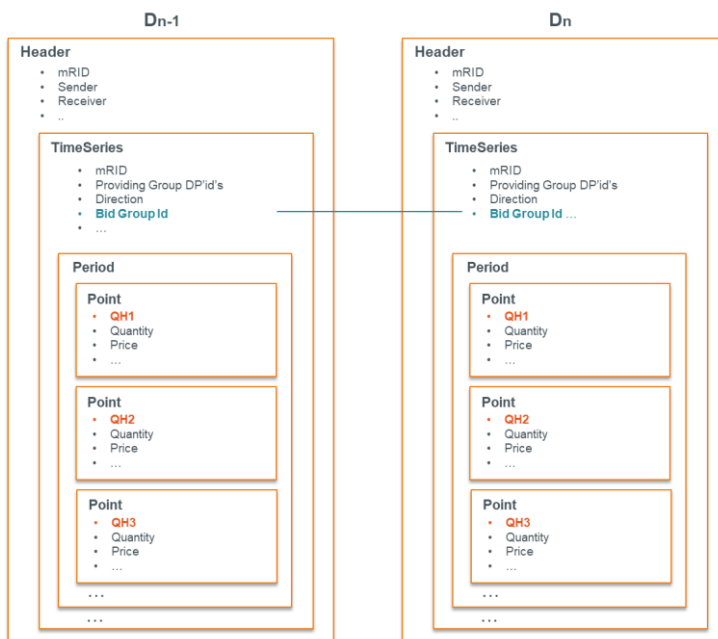 Dn-1
Header
• mRID
• Sender
• Receiver
• ..
TimeSeries
• mRID
• Providing Group DP'id's
• Direction
• Bid Group Id
• ...
Period
Point
• QH1
• Quantity
• Price
• ...
Point
• QH2
• Quantity
• Price
• ...
Point
• QH3
• Quantity
• Price
• ...
...
...
Dn
Header
• mRID
• Sender
• Receiver
• ..
TimeSeries
• mRID
• Providing Group DP'id's
• Direction
• Bid Group Id ...
Period
Point
• QH1
• Quantity
• Price
• ...
Point
• QH2
• Quantity
• Price
• ...
Point
• QH3
• Quantity
• Price
• ...
...
...